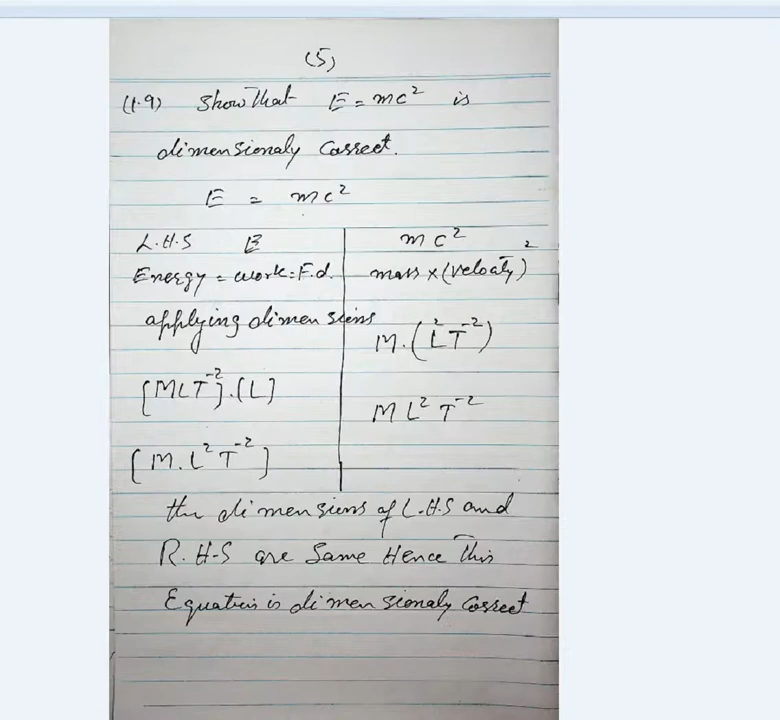 (5)
(1.9) Show That E = mc² is
dimensionaly Correct.
E = mc²
L.H.S E
Energy = work = F.d.
applying dimensions
[MLT⁻²].[L]
[M.L²T⁻²]
mc²
mass × (velocity)²
M.(L²T⁻²)
ML²T⁻²
the dimensions of L.H.S and
R.H-S are Same Hence This
Equation is dimensionaly Correct